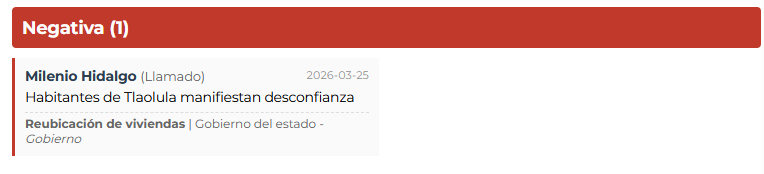 Negativa (1)
Milenio Hidalgo (Llamado) 2026-03-25
Habitantes de Tlaolula manifiestan desconfianza
Reubicación de viviendas | Gobierno del estado -
Gobierno